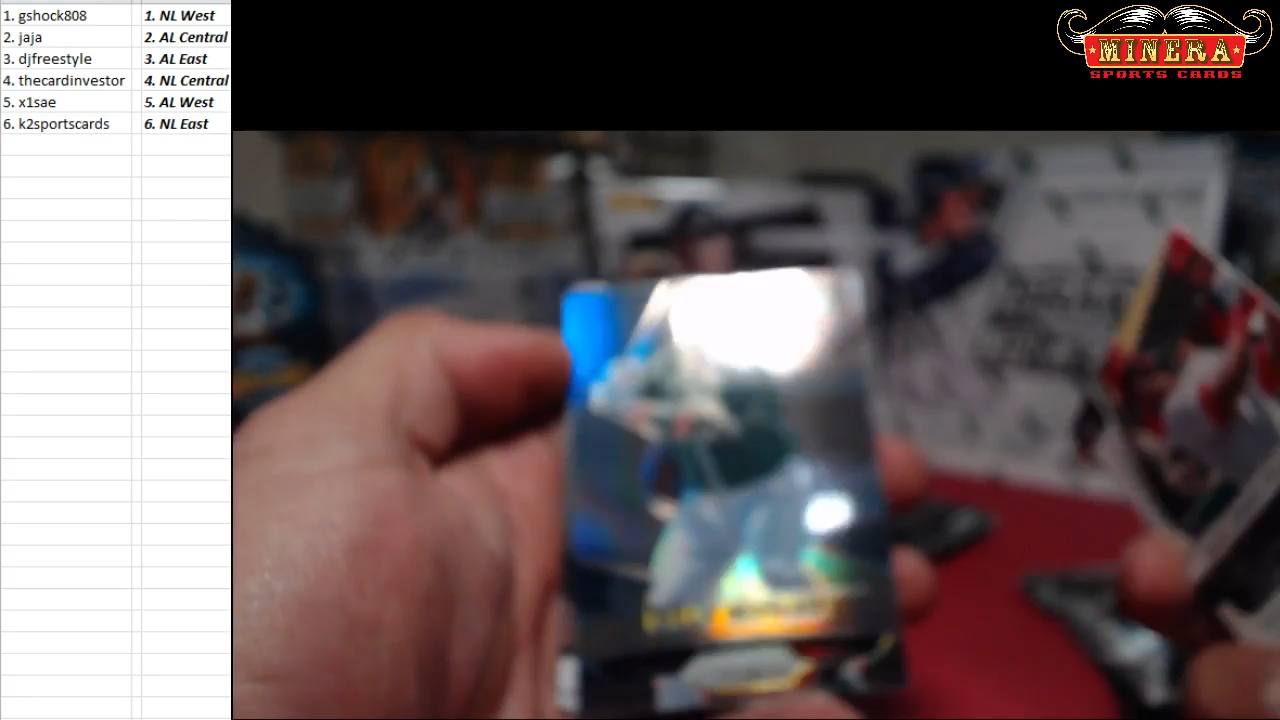 1. gshock808 1. NL West
2. jaja 2. AL Central
3. djfreestyle 3. AL East
4. thecardinvestor 4. NL Central
5. x1sae 5. AL West
6. k2sportscards 6. NL East
MINERA
SPORTS CARDS